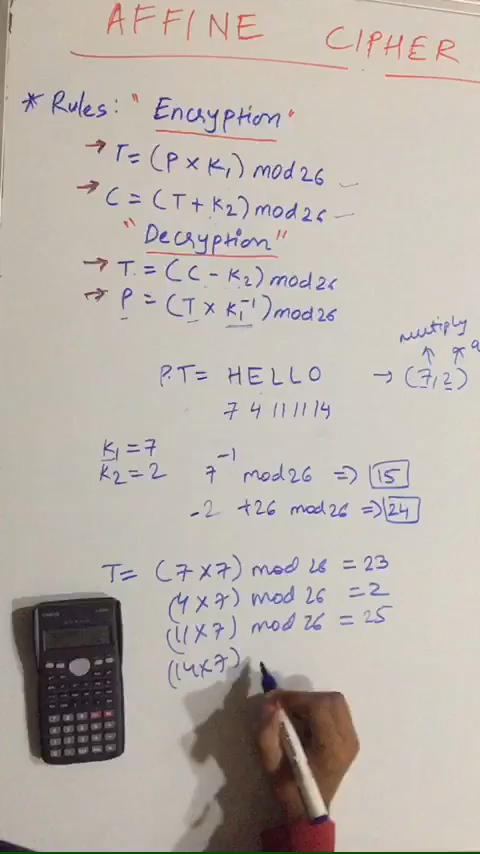 AFFINE CIPHER
* Rules: "Encryption"
→ T = (P × K₁) mod 26
→ C = (T + K₂) mod 26
"Decryption"
→ T = (C - K₂) mod 26
→ P = (T × K₁⁻¹) mod 26
multiply a
P.T = HELLO → (7, 2)
7 4 11 11 14
K₁ = 7
K₂ = 2
7⁻¹ mod 26 => 15
-2 +26 mod 26 => 24
T = (7 × 7) mod 26 = 23
(4 × 7) mod 26 = 2
(11 × 7) mod 26 = 25
(14 × 7)